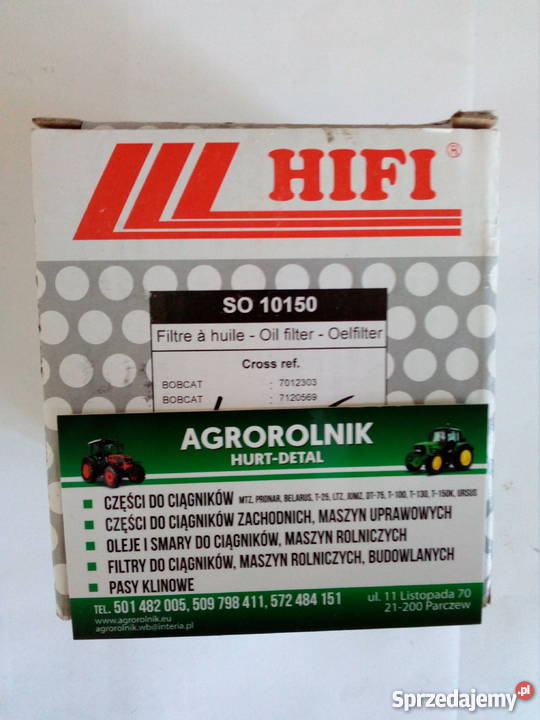 HIFI®
SO 10150
Filtre à huile - Oil filter - Oelfilter
Cross ref.
BOBCAT : 7012303
BOBCAT : 7120569
AGROROLNIK
HURT-DETAL
CZĘŚCI DO CIĄGNIKÓW MTZ, PRONAR, BELARUS, T-25, LTZ, JUMZ, DT-75, T-100, T-130, T-150K, URSUS
CZĘŚCI DO CIĄGNIKÓW ZACHODNICH, MASZYN UPRAWOWYCH
OLEJE I SMARY DO CIĄGNIKÓW, MASZYN ROLNICZYCH
FILTRY DO CIĄGNIKÓW, MASZYN ROLNICZYCH, BUDOWLANYCH
PASY KLINOWE
TEL. 501 482 005, 509 798 411, 572 484 151
www.agrorolnik.eu
agrorolnik.wb@interia.pl
ul. 11 Listopada 70
21-200 Parczew
Sprzedajemy.pl